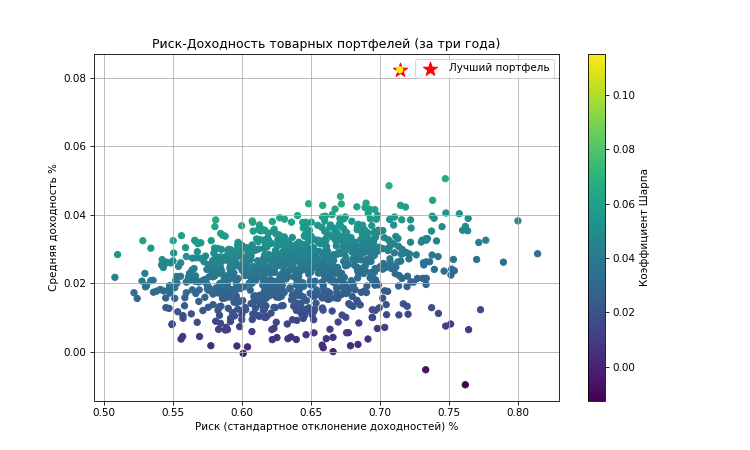 Риск-Доходность товарных портфелей (за три года)
Лучший портфель
0.08
0.06
0.04
0.02
0.00
Средняя доходность %
0.50 0.55 0.60 0.65 0.70 0.75 0.80
Риск (стандартное отклонение доходностей) %
0.10
0.08
0.06
0.04
0.02
0.00
Коэффициент Шарпа